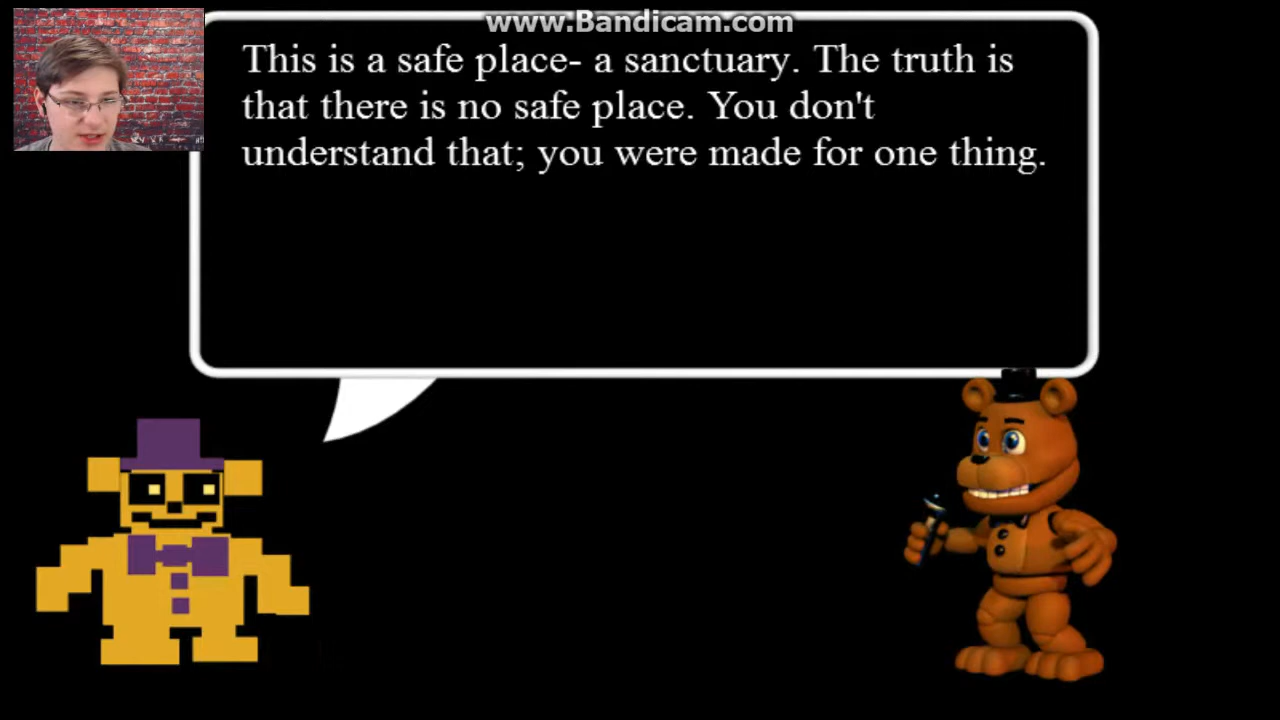 www.Bandicam.com
This is a safe place- a sanctuary. The truth is
that there is no safe place. You don't
understand that; you were made for one thing.